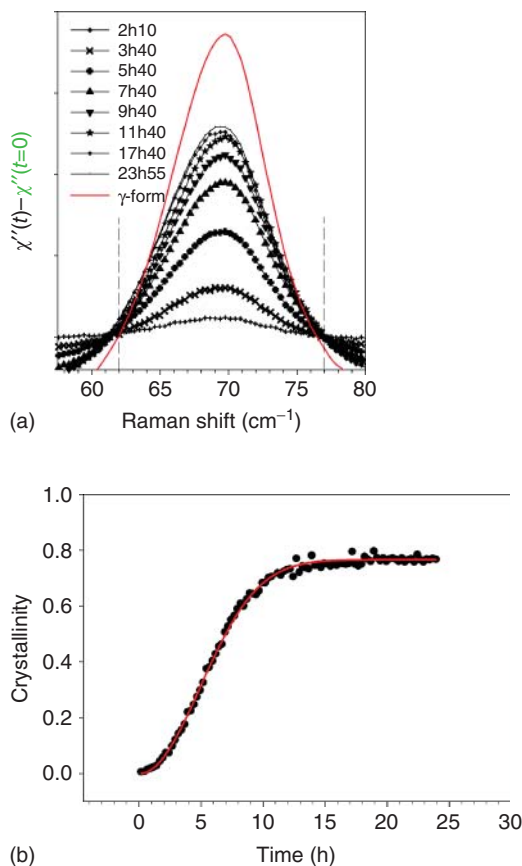 2h10
3h40
5h40
7h40
9h40
11h40
17h40
23h55
γ-form
χ′′(t)–χ′′(t=0)
60 65 70 75 80
Raman shift (cm−1)
(a)
1.0
0.8
0.6
0.4
0.2
0.0
Crystallinity
0 5 10 15 20 25 30
Time (h)
(b)